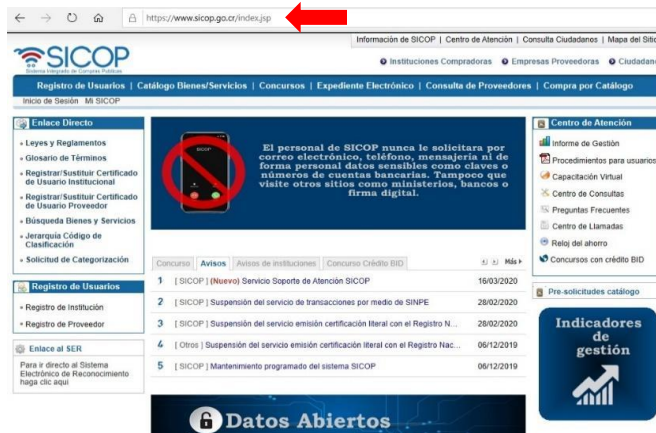 https://www.sicop.go.cr/index.jsp
Información de SICOP | Centro de Atención | Consulta Ciudadanos | Mapa del Sitio
SICOP
Sistema Integrado de Compras Públicas
Instituciones Compradoras Empresas Proveedoras Ciudadano
Registro de Usuarios | Catálogo Bienes/Servicios | Concursos | Expediente Electrónico | Consulta de Proveedores | Compra por Catálogo
Inicio de Sesión Mi SICOP
Enlace Directo
Leyes y Reglamentos
Glosario de Términos
Registrar/Sustituir Certificado
de Usuario Institucional
Registrar/Sustituir Certificado
de Usuario Proveedor
Búsqueda Bienes y Servicios
Jerarquía Código de
Clasificación
Solicitud de Categorización
Registro de Usuarios
Registro de Institución
Registro de Proveedor
Enlace al SER
Para ir directo al Sistema
Electrónico de Reconocimiento
haga clic aquí
SICOP
El personal de SICOP nunca le solicitara por
correo electrónico, teléfono, mensajería ni de
forma personal datos sensibles como claves o
números de cuentas bancarias. Tampoco que
visite otros sitios como ministerios, bancos o
firma digital.
Concurso Avisos Avisos de Instituciones Concurso Crédito BID Más
1 [ SICOP ] (Nuevo) Servicio Soporte de Atención SICOP 16/03/2020
2 [ SICOP ] Suspensión del servicio de transacciones por medio de SINPE 28/02/2020
3 [ SICOP ] Suspensión del servicio emisión certificación literal con el Registro N... 28/02/2020
4 [ Otros ] Suspensión del servicio emisión certificación literal con el Registro Nac... 06/12/2019
5 [ SICOP ] Mantenimiento programado del sistema SICOP 06/12/2019
Datos Abiertos
Centro de Atención
Informe de Gestión
Procedimientos para usuarios
Capacitación Virtual
Centro de Consultas
Preguntas Frecuentes
Centro de Llamadas
Reloj del ahorro
Concursos con crédito BID
Pre-solicitudes catálogo
Indicadores
de
gestión